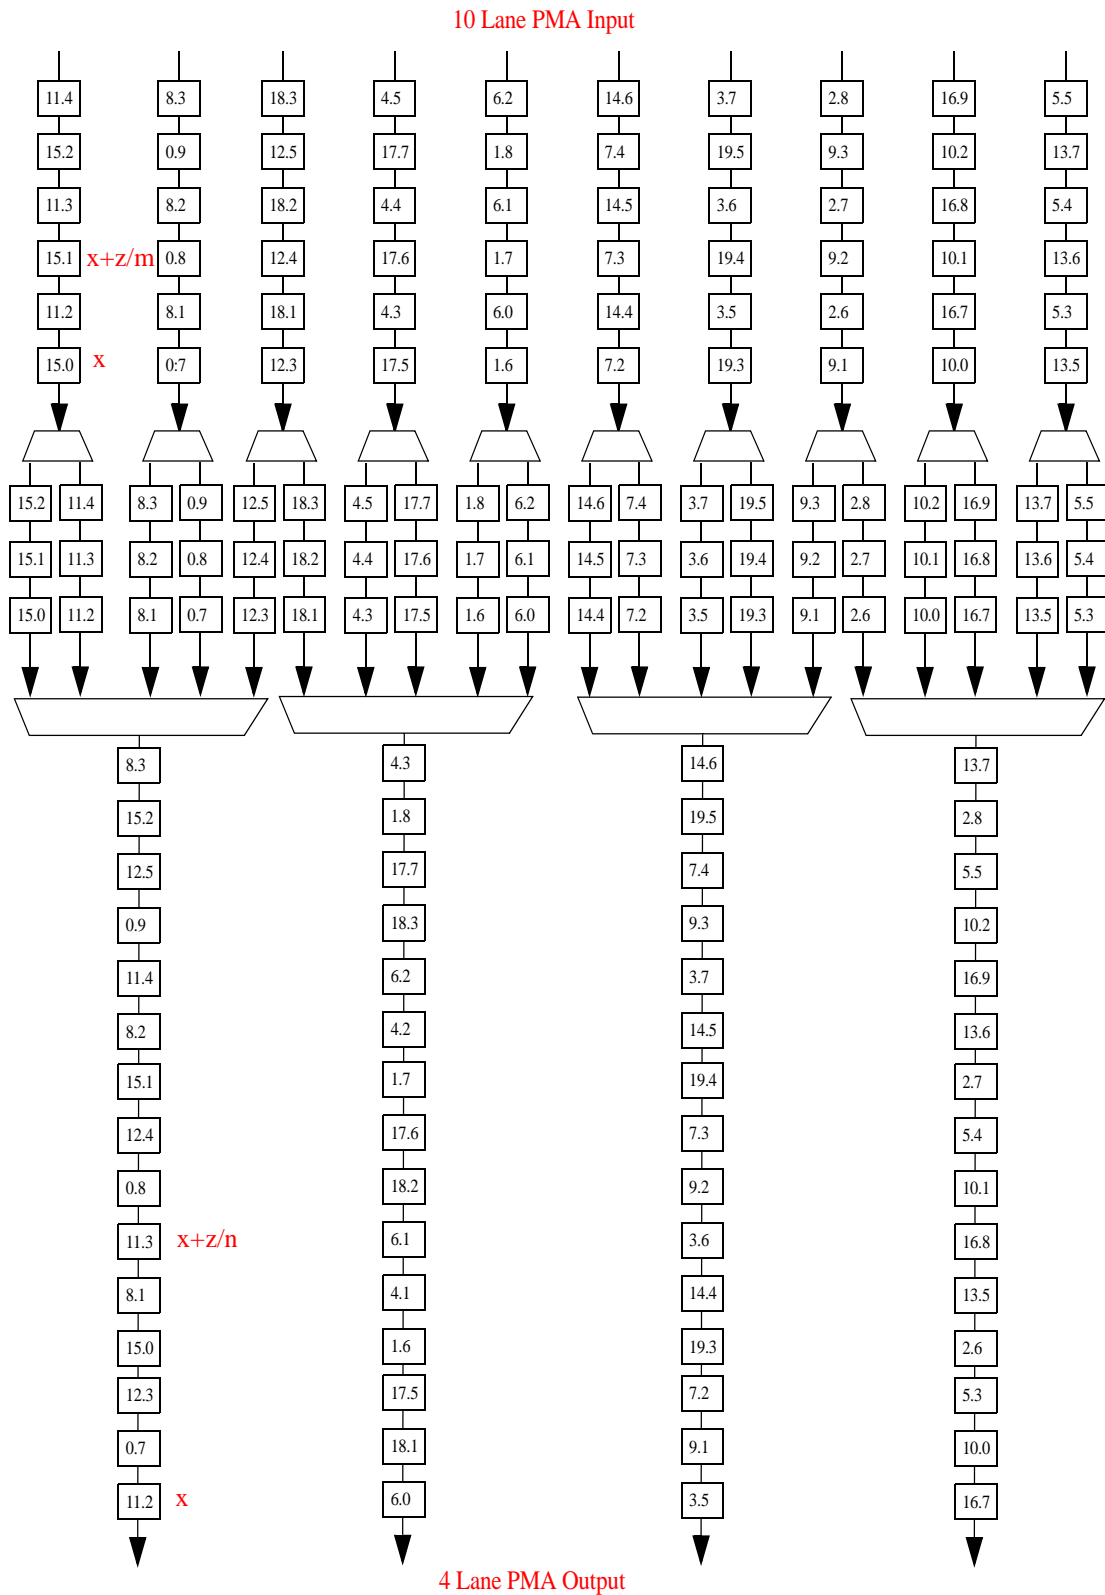 10 Lane PMA Input
11.4 8.3 18.3 4.5 6.2 14.6 3.7 2.8 16.9 5.5
15.2 0.9 12.5 17.7 1.8 7.4 19.5 9.3 10.2 13.7
11.3 8.2 18.2 4.4 6.1 14.5 3.6 2.7 16.8 5.4
15.1 x+z/m 0.8 12.4 17.6 1.7 7.3 19.4 9.2 10.1 13.6
11.2 8.1 18.1 4.3 6.0 14.4 3.5 2.6 16.7 5.3
15.0 x 0:7 12.3 17.5 1.6 7.2 19.3 9.1 10.0 13.5
15.2 11.4 8.3 0.9 12.5 18.3 4.5 17.7 1.8 6.2 14.6 7.4 3.7 19.5 9.3 2.8 10.2 16.9 13.7 5.5
15.1 11.3 8.2 0.8 12.4 18.2 4.4 17.6 1.7 6.1 14.5 7.3 3.6 19.4 9.2 2.7 10.1 16.8 13.6 5.4
15.0 11.2 8.1 0.7 12.3 18.1 4.3 17.5 1.6 6.0 14.4 7.2 3.5 19.3 9.1 2.6 10.0 16.7 13.5 5.3
8.3 4.3 14.6 13.7
15.2 1.8 19.5 2.8
12.5 17.7 7.4 5.5
0.9 18.3 9.3 10.2
11.4 6.2 3.7 16.9
8.2 4.2 14.5 13.6
15.1 1.7 19.4 2.7
12.4 17.6 7.3 5.4
0.8 18.2 9.2 10.1
11.3 x+z/n 6.1 3.6 16.8
8.1 4.1 14.4 13.5
15.0 1.6 19.3 2.6
12.3 17.5 7.2 5.3
0.7 18.1 9.1 10.0
11.2 x 6.0 3.5 16.7
4 Lane PMA Output